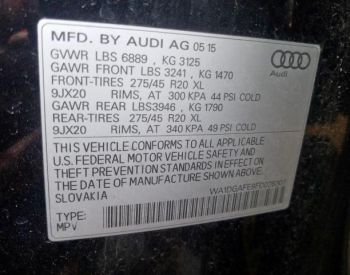 MFD. BY AUDI AG 05 15
GVWR LBS 6889 , KG 3125
GAWR FRONT LBS 3241 , KG 1470
FRONT-TIRES 275/45 R20 XL
9JX20 RIMS, AT 300 KPA 44 PSI COLD
GAWR REAR LBS3946 , KG 1790
REAR-TIRES 275/45 R20 XL
9JX20 RIMS, AT 340 KPA 49 PSI COLD
Audi
THIS VEHICLE CONFORMS TO ALL APPLICABLE
U.S. FEDERAL MOTOR VEHICLE SAFETY AND
THEFT PREVENTION STANDARDS IN EFFECT ON
THE DATE OF MANUFACTURE SHOWN ABOVE.
SLOVAKIA
TYPE:
MPV